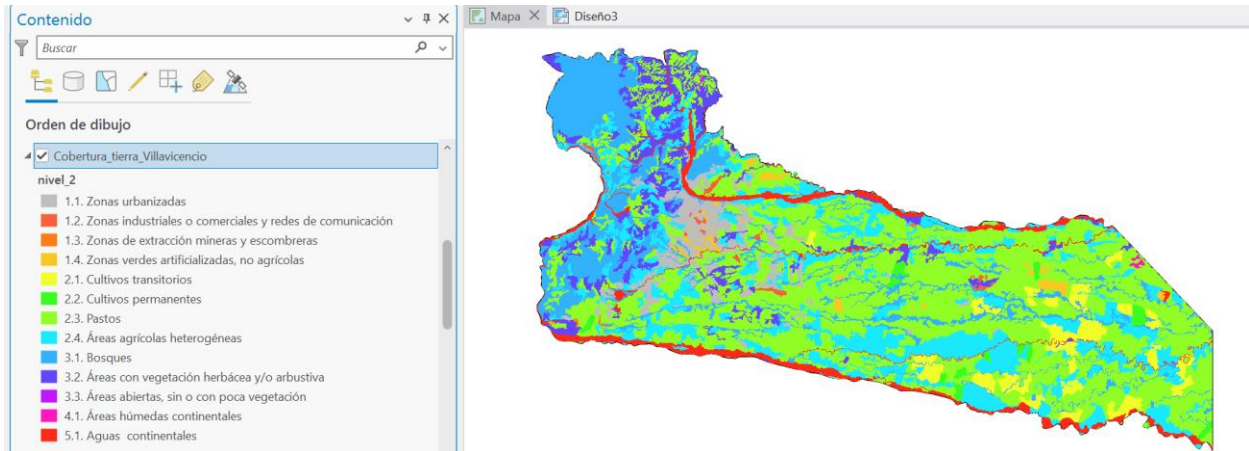 Contenido
Buscar
Orden de dibujo
Cobertura_tierra_Villavicencio
nivel_2
1.1. Zonas urbanizadas
1.2. Zonas industriales o comerciales y redes de comunicación
1.3. Zonas de extracción mineras y escombreras
1.4. Zonas verdes artificializadas, no agrícolas
2.1. Cultivos transitorios
2.2. Cultivos permanentes
2.3. Pastos
2.4. Áreas agrícolas heterogéneas
3.1. Bosques
3.2. Áreas con vegetación herbácea y/o arbustiva
3.3. Áreas abiertas, sin o con poca vegetación
4.1. Áreas húmedas continentales
5.1. Aguas continentales
Mapa Diseño3